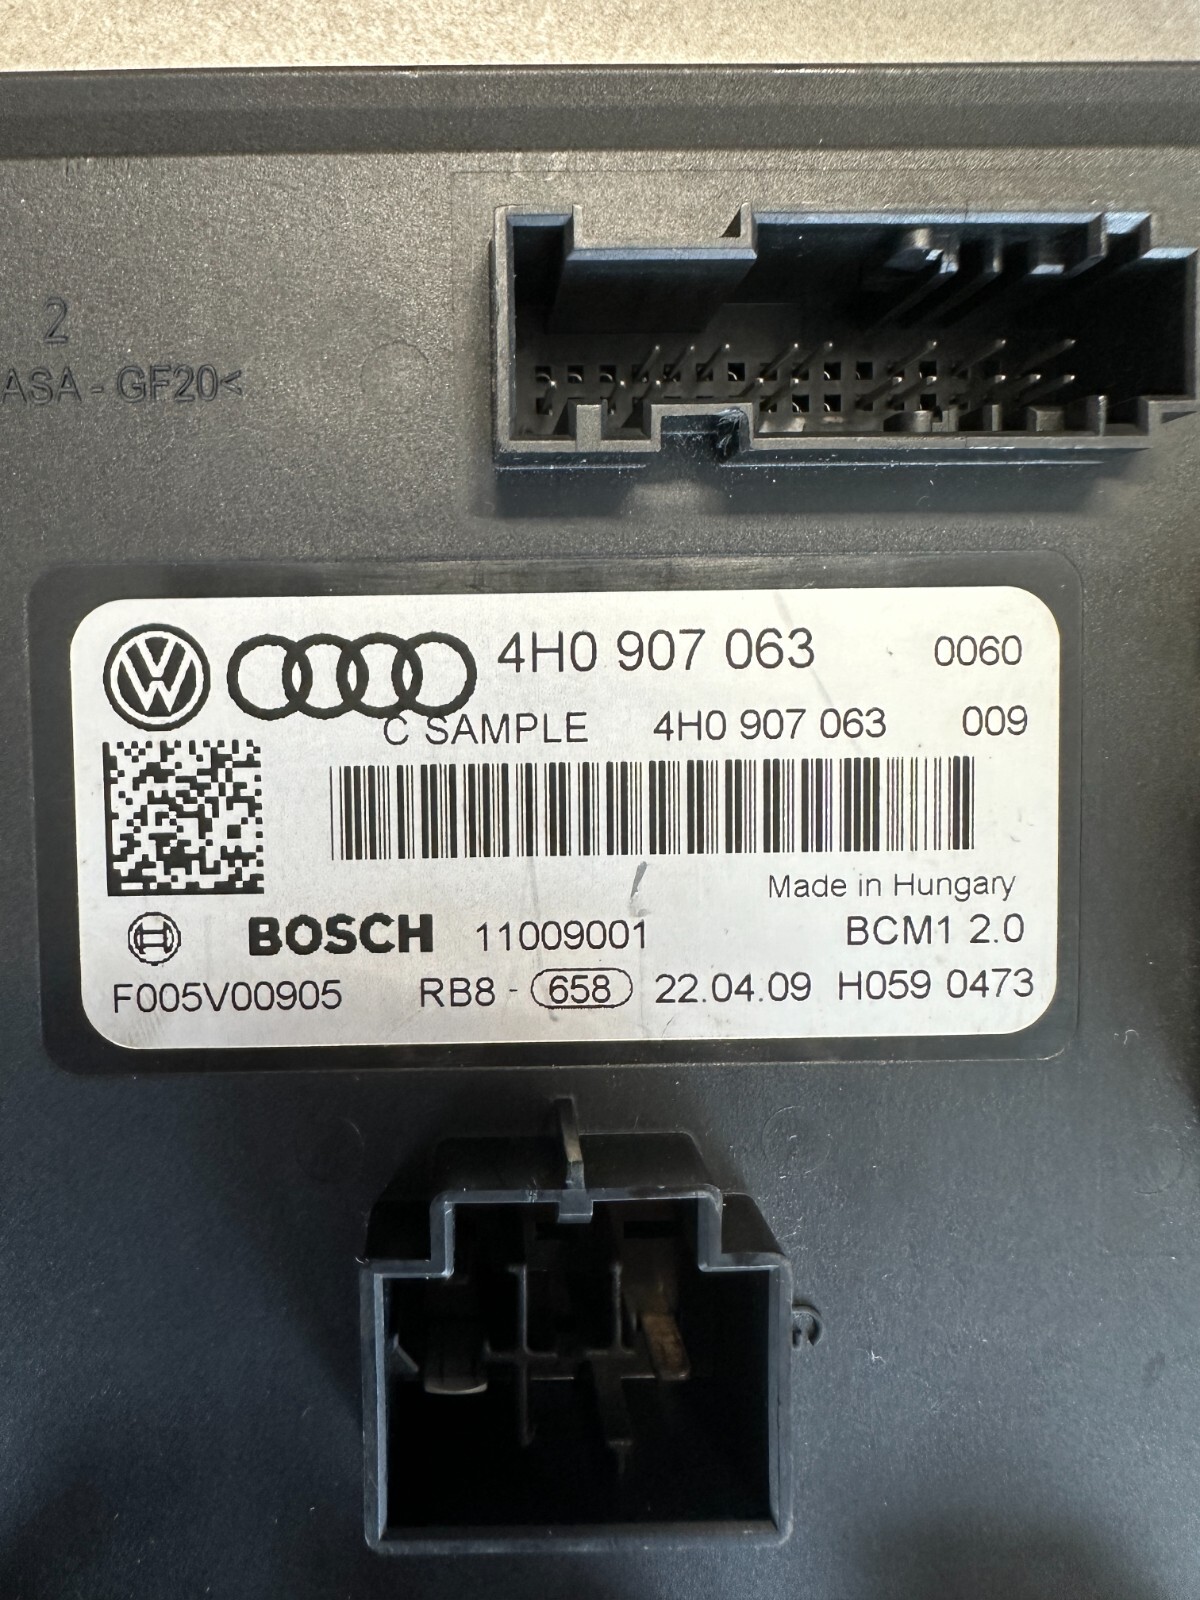 2
ASA - GF20<
4H0 907 063 0060
C SAMPLE 4H0 907 063 009
Made in Hungary
BOSCH 11009001 BCM1 2.0
F005V00905 RB8 - 658 22.04.09 H059 0473